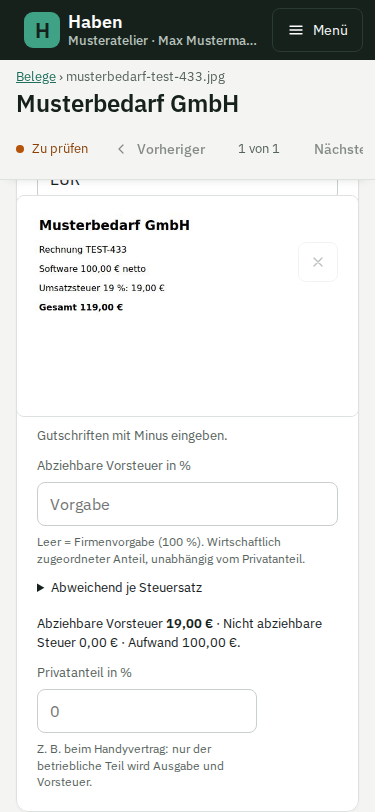 H
Haben
Musteratelier · Max Musterma…
Menü
Belege › musterbedarf-test-433.jpg
Musterbedarf GmbH
Zu prüfen
Vorheriger
1 von 1
Nächste
EUR
Musterbedarf GmbH
Rechnung TEST-433
Software 100,00 € netto
Umsatzsteuer 19 %: 19,00 €
Gesamt 119,00 €
Gutschriften mit Minus eingeben.
Abziehbare Vorsteuer in %
Vorgabe
Leer = Firmenvorgabe (100 %). Wirtschaftlich
zugeordneter Anteil, unabhängig vom Privatanteil.
Abweichend je Steuersatz
Abziehbare Vorsteuer 19,00 € · Nicht abziehbare
Steuer 0,00 € · Aufwand 100,00 €.
Privatanteil in %
0
Z. B. beim Handyvertrag: nur der
betriebliche Teil wird Ausgabe und
Vorsteuer.